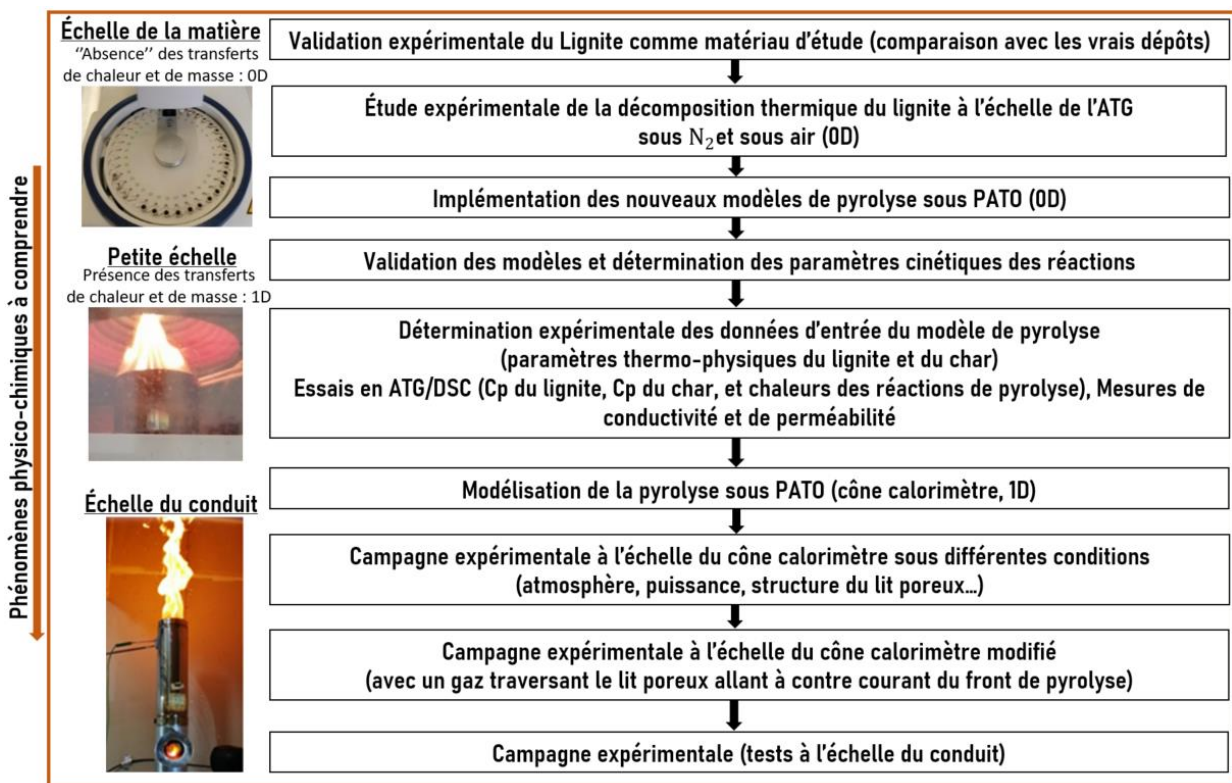 Échelle de la matière
‘‘Absence’’ des transferts
de chaleur et de masse : 0D
Validation expérimentale du Lignite comme matériau d’étude (comparaison avec les vrais dépôts)
Étude expérimentale de la décomposition thermique du lignite à l’échelle de l’ATG
sous N₂ et sous air (0D)
Implémentation des nouveaux modèles de pyrolyse sous PATO (0D)
Phénomènes physico-chimiques à comprendre
Petite échelle
Présence des transferts
de chaleur et de masse : 1D
Validation des modèles et détermination des paramètres cinétiques des réactions
Détermination expérimentale des données d’entrée du modèle de pyrolyse
(paramètres thermo-physiques du lignite et du char)
Essais en ATG/DSC (Cp du lignite, Cp du char, et chaleurs des réactions de pyrolyse), Mesures de
conductivité et de perméabilité
Échelle du conduit
Modélisation de la pyrolyse sous PATO (cône calorimètre, 1D)
Campagne expérimentale à l’échelle du cône calorimètre sous différentes conditions
(atmosphère, puissance, structure du lit poreux…)
Campagne expérimentale à l’échelle du cône calorimètre modifié
(avec un gaz traversant le lit poreux allant à contre courant du front de pyrolyse)
Campagne expérimentale (tests à l’échelle du conduit)